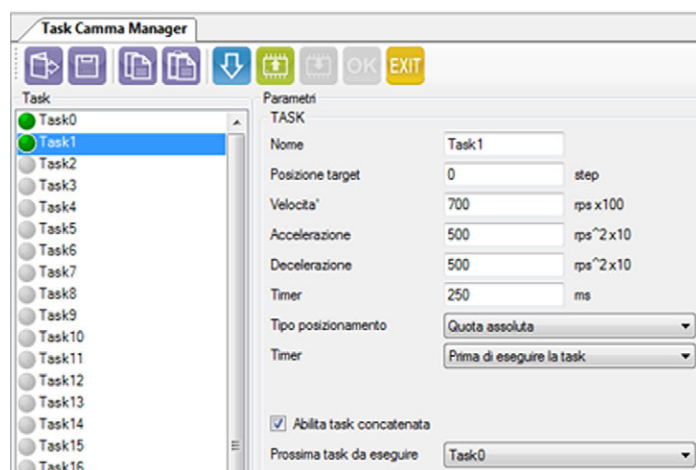 Task Camma Manager
OK EXIT
Task
Task0
Task1
Task2
Task3
Task4
Task5
Task6
Task7
Task8
Task9
Task10
Task11
Task12
Task13
Task14
Task15
Task16
Parametri
TASK
Nome Task1
Posizione target 0 step
Velocita' 700 rps x100
Accelerazione 500 rps^2 x10
Decelerazione 500 rps^2 x10
Timer 250 ms
Tipo posizionamento Quota assoluta
Timer Prima di eseguire la task
Abilita task concatenata
Prossima task da eseguire Task0